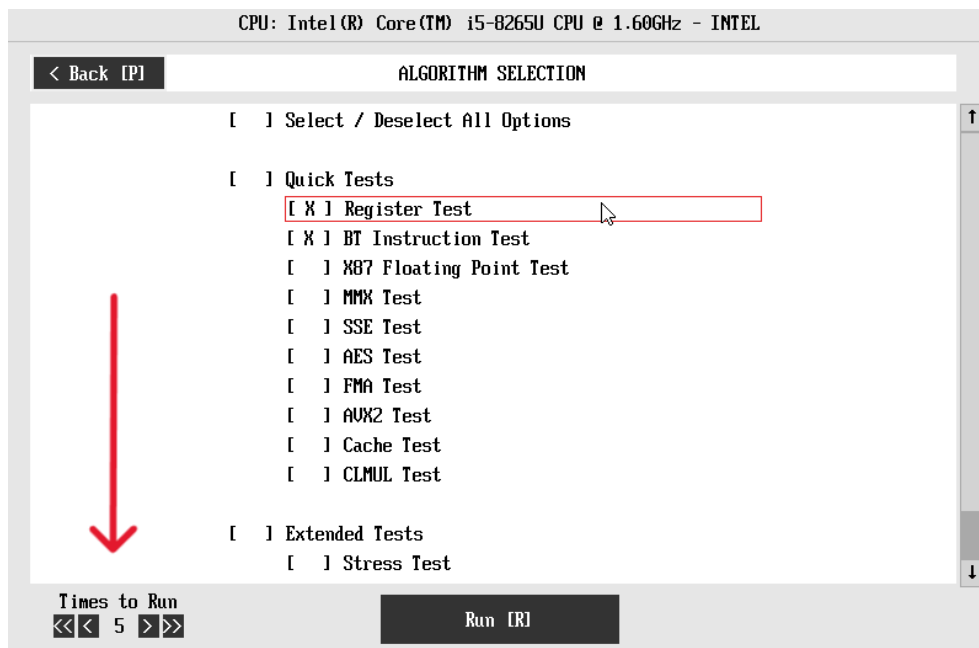 CPU: Intel(R) Core(TM) i5-8265U CPU @ 1.60GHz - INTEL
< Back [P]
ALGORITHM SELECTION
[ ] Select / Deselect All Options
[ ] Quick Tests
[ X ] Register Test
[ X ] BT Instruction Test
[ ] X87 Floating Point Test
[ ] MMX Test
[ ] SSE Test
[ ] AES Test
[ ] FMA Test
[ ] AVX2 Test
[ ] Cache Test
[ ] CLMUL Test
[ ] Extended Tests
[ ] Stress Test
Times to Run
<< < 5 > >>
Run [R]